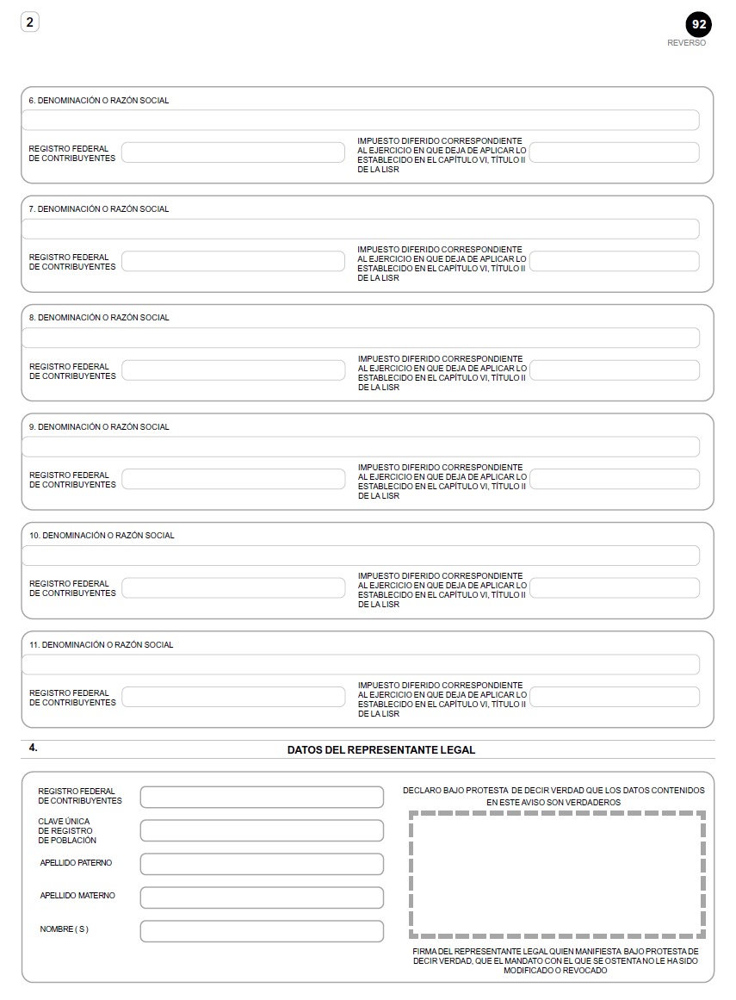 2
92
REVERSO
6. DENOMINACIÓN O RAZÓN SOCIAL
REGISTRO FEDERAL
DE CONTRIBUYENTES
IMPUESTO DIFERIDO CORRESPONDIENTE
AL EJERCICIO EN QUE DEJA DE APLICAR LO
ESTABLECIDO EN EL CAPÍTULO VI, TÍTULO II
DE LA LISR
7. DENOMINACIÓN O RAZÓN SOCIAL
REGISTRO FEDERAL
DE CONTRIBUYENTES
IMPUESTO DIFERIDO CORRESPONDIENTE
AL EJERCICIO EN QUE DEJA DE APLICAR LO
ESTABLECIDO EN EL CAPÍTULO VI, TÍTULO II
DE LA LISR
8. DENOMINACIÓN O RAZÓN SOCIAL
REGISTRO FEDERAL
DE CONTRIBUYENTES
IMPUESTO DIFERIDO CORRESPONDIENTE
AL EJERCICIO EN QUE DEJA DE APLICAR LO
ESTABLECIDO EN EL CAPÍTULO VI, TÍTULO II
DE LA LISR
9. DENOMINACIÓN O RAZÓN SOCIAL
REGISTRO FEDERAL
DE CONTRIBUYENTES
IMPUESTO DIFERIDO CORRESPONDIENTE
AL EJERCICIO EN QUE DEJA DE APLICAR LO
ESTABLECIDO EN EL CAPÍTULO VI, TÍTULO II
DE LA LISR
10. DENOMINACIÓN O RAZÓN SOCIAL
REGISTRO FEDERAL
DE CONTRIBUYENTES
IMPUESTO DIFERIDO CORRESPONDIENTE
AL EJERCICIO EN QUE DEJA DE APLICAR LO
ESTABLECIDO EN EL CAPÍTULO VI, TÍTULO II
DE LA LISR
11. DENOMINACIÓN O RAZÓN SOCIAL
REGISTRO FEDERAL
DE CONTRIBUYENTES
IMPUESTO DIFERIDO CORRESPONDIENTE
AL EJERCICIO EN QUE DEJA DE APLICAR LO
ESTABLECIDO EN EL CAPÍTULO VI, TÍTULO II
DE LA LISR
4. DATOS DEL REPRESENTANTE LEGAL
REGISTRO FEDERAL
DE CONTRIBUYENTES
CLAVE ÚNICA
DE REGISTRO
DE POBLACIÓN
APELLIDO PATERNO
APELLIDO MATERNO
NOMBRE ( S )
DECLARO BAJO PROTESTA DE DECIR VERDAD QUE LOS DATOS CONTENIDOS
EN ESTE AVISO SON VERDADEROS
FIRMA DEL REPRESENTANTE LEGAL QUIEN MANIFIESTA BAJO PROTESTA DE
DECIR VERDAD, QUE EL MANDATO CON EL QUE SE OSTENTA NO LE HA SIDO
MODIFICADO O REVOCADO